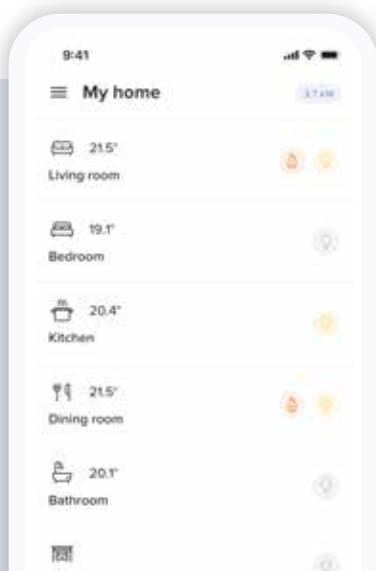 9:41
My home
21.5°
Living room
19.1°
Bedroom
20.4°
Kitchen
21.5°
Dining room
20.1°
Bathroom